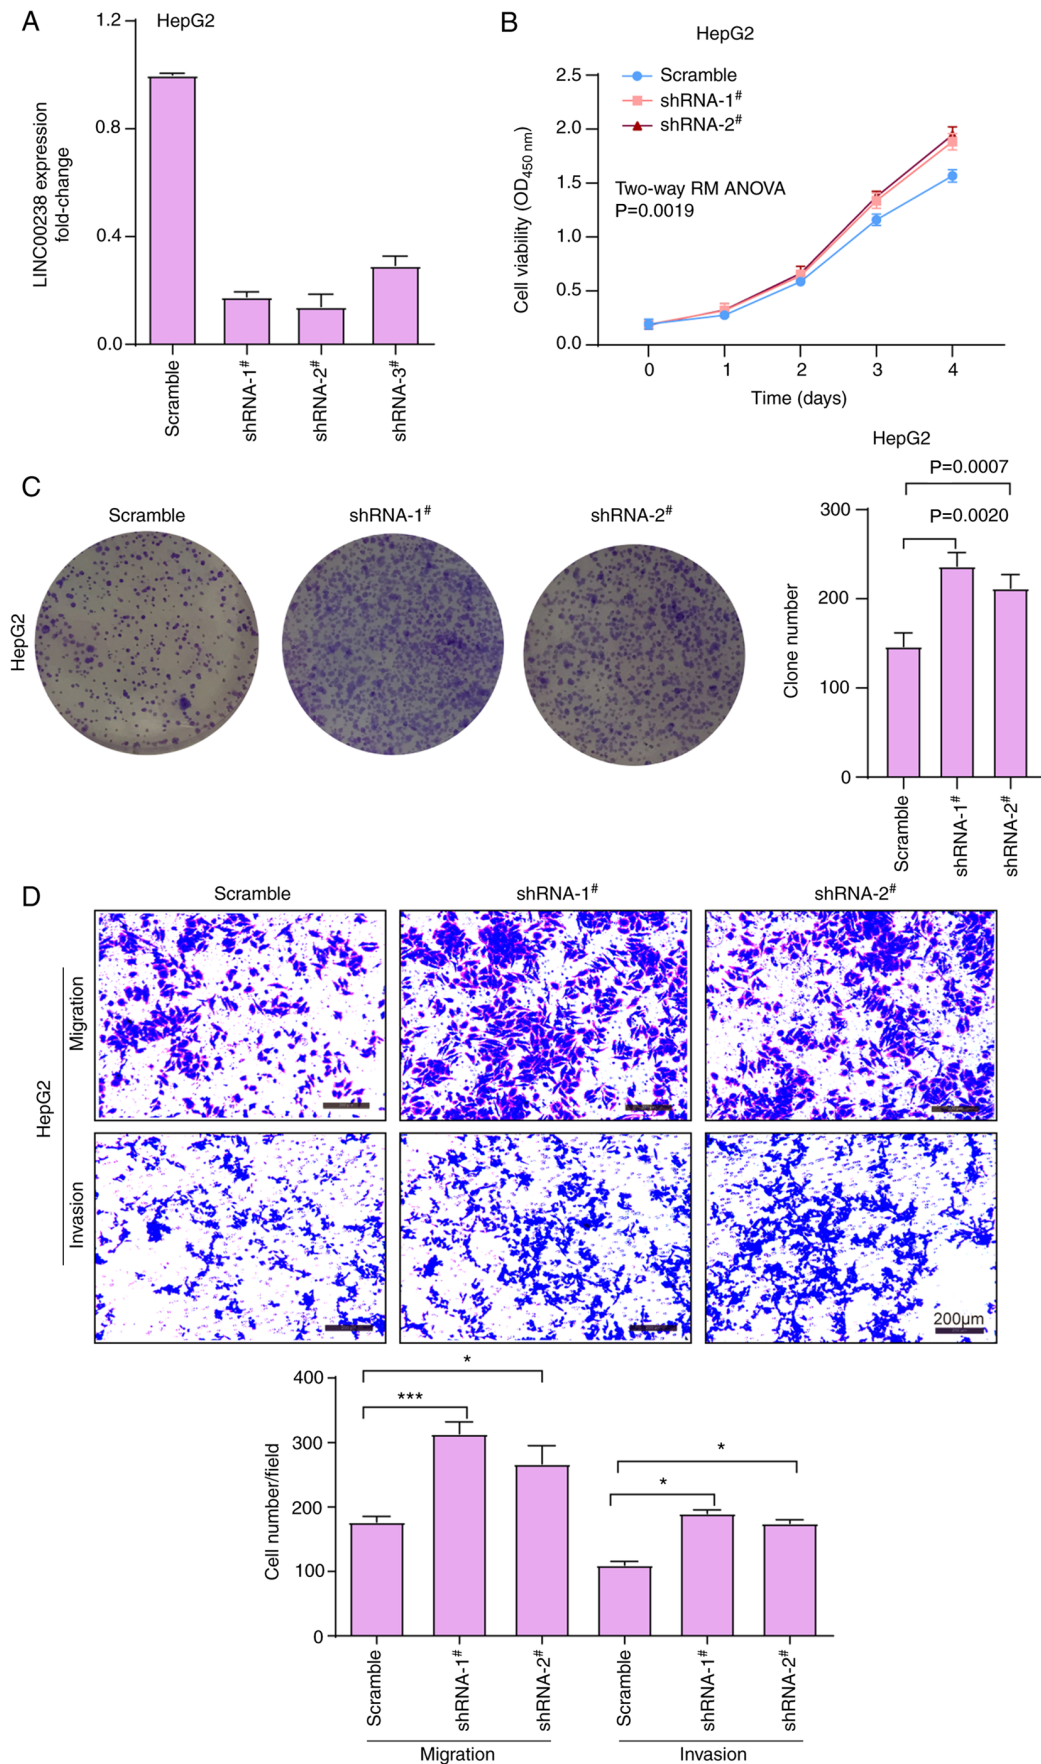 A
HepG2
LINC00238 expression
fold-change
1.2
0.8
0.4
0.0
Scramble
shRNA-1#
shRNA-2#
shRNA-3#
B
HepG2
Scramble
shRNA-1#
shRNA-2#
Two-way RM ANOVA
P=0.0019
Cell viability (OD450 nm)
2.5
2.0
1.5
1.0
0.5
0.0
0 1 2 3 4
Time (days)
C
Scramble
shRNA-1#
shRNA-2#
HepG2
HepG2
P=0.0007
P=0.0020
Clone number
300
200
100
0
Scramble
shRNA-1#
shRNA-2#
D
Scramble
shRNA-1#
shRNA-2#
HepG2
Migration
Invasion
200µm
Cell number/field
400
300
200
100
0
*
***
*
*
Scramble
shRNA-1#
shRNA-2#
Scramble
shRNA-1#
shRNA-2#
Migration
Invasion